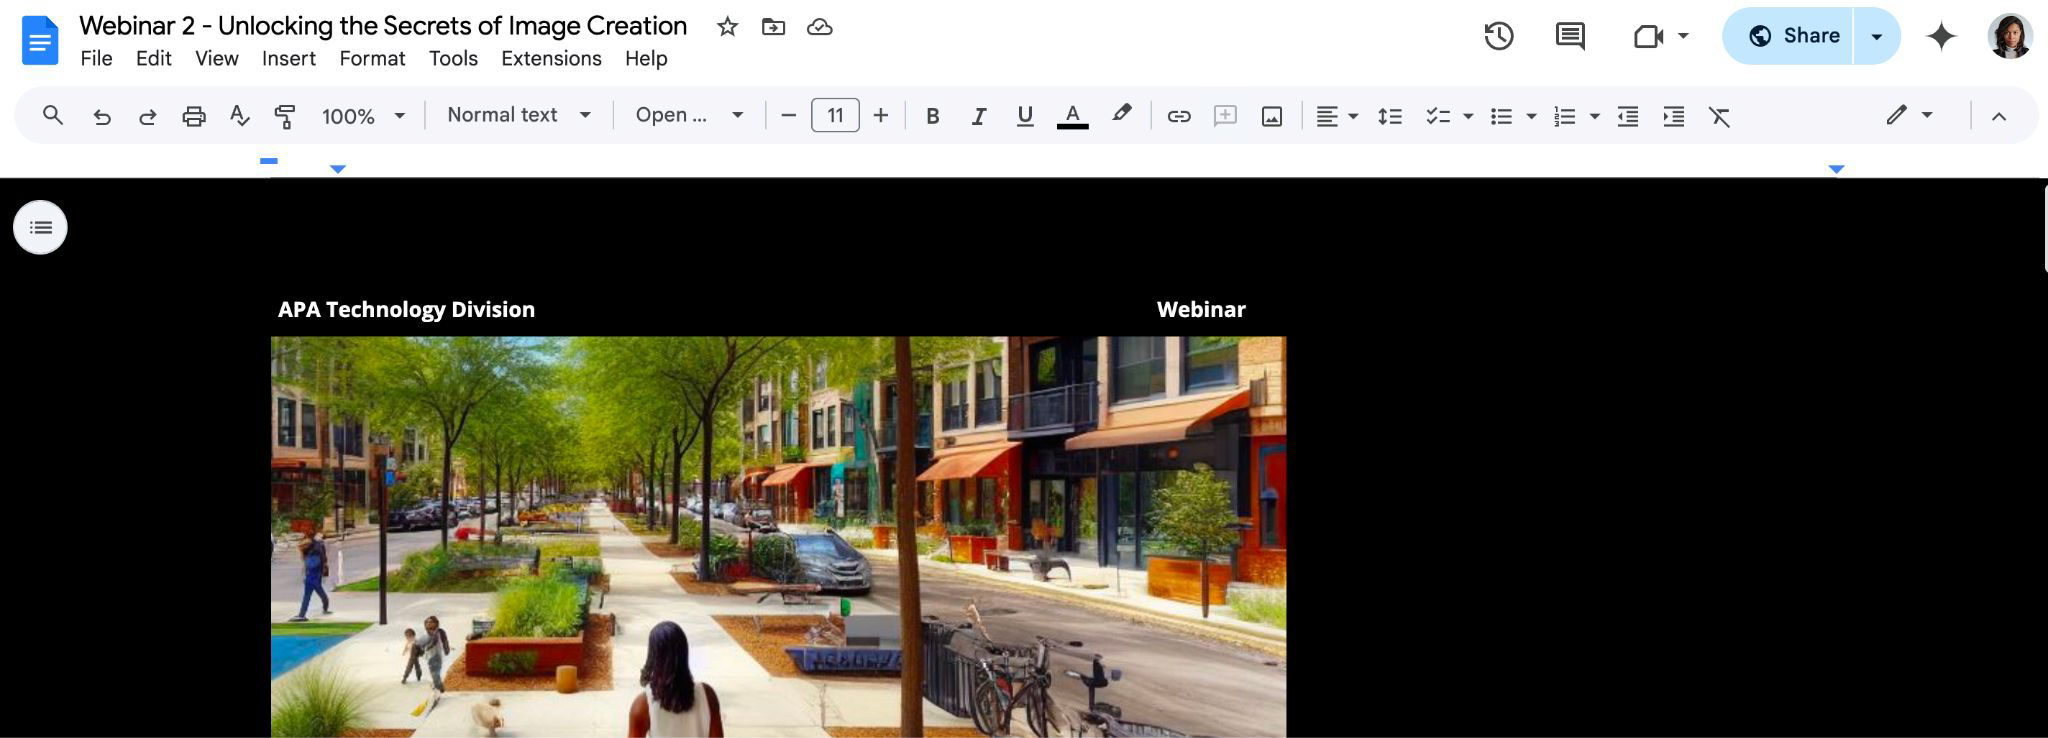 Webinar 2 - Unlocking the Secrets of Image Creation
File Edit View Insert Format Tools Extensions Help
Share
100% Normal text Open ... 11 B I U A
APA Technology Division
Webinar